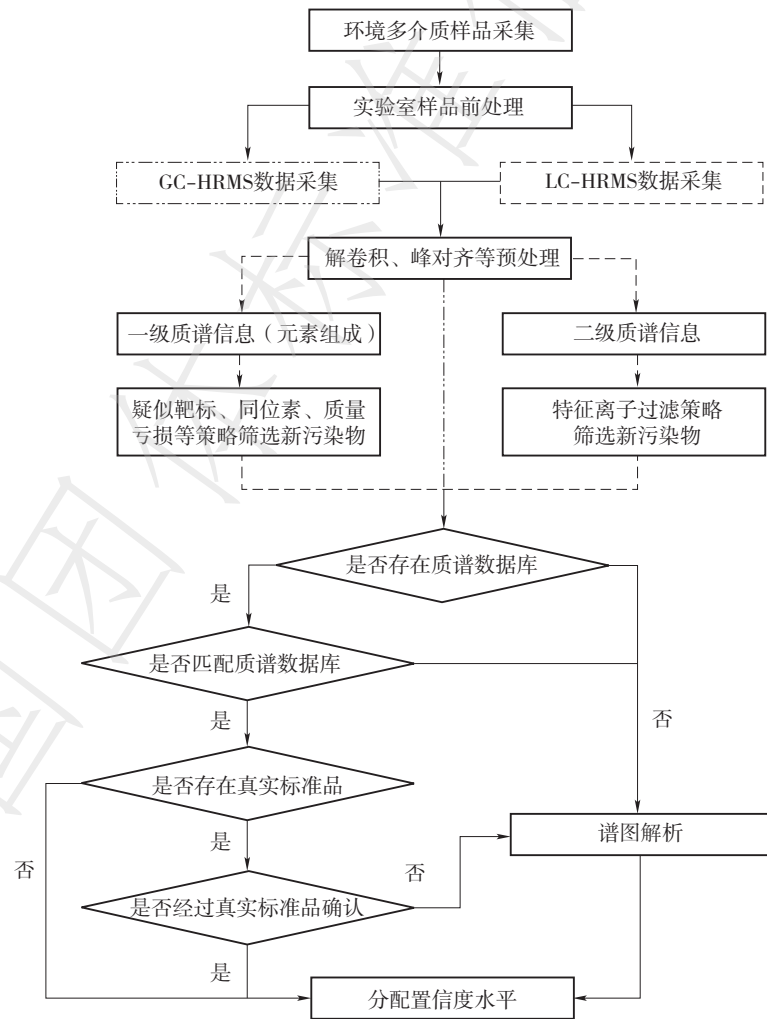 环境多介质样品采集
实验室样品前处理
GC-HRMS数据采集
LC-HRMS数据采集
解卷积、峰对齐等预处理
一级质谱信息（元素组成）
二级质谱信息
疑似靶标、同位素、质量
亏损等策略筛选新污染物
特征离子过滤策略
筛选新污染物
是否存在质谱数据库
是
是否匹配质谱数据库
是
否
是否存在真实标准品
是
谱图解析
否
否
是否经过真实标准品确认
是
分配置信度水平
国团体标准